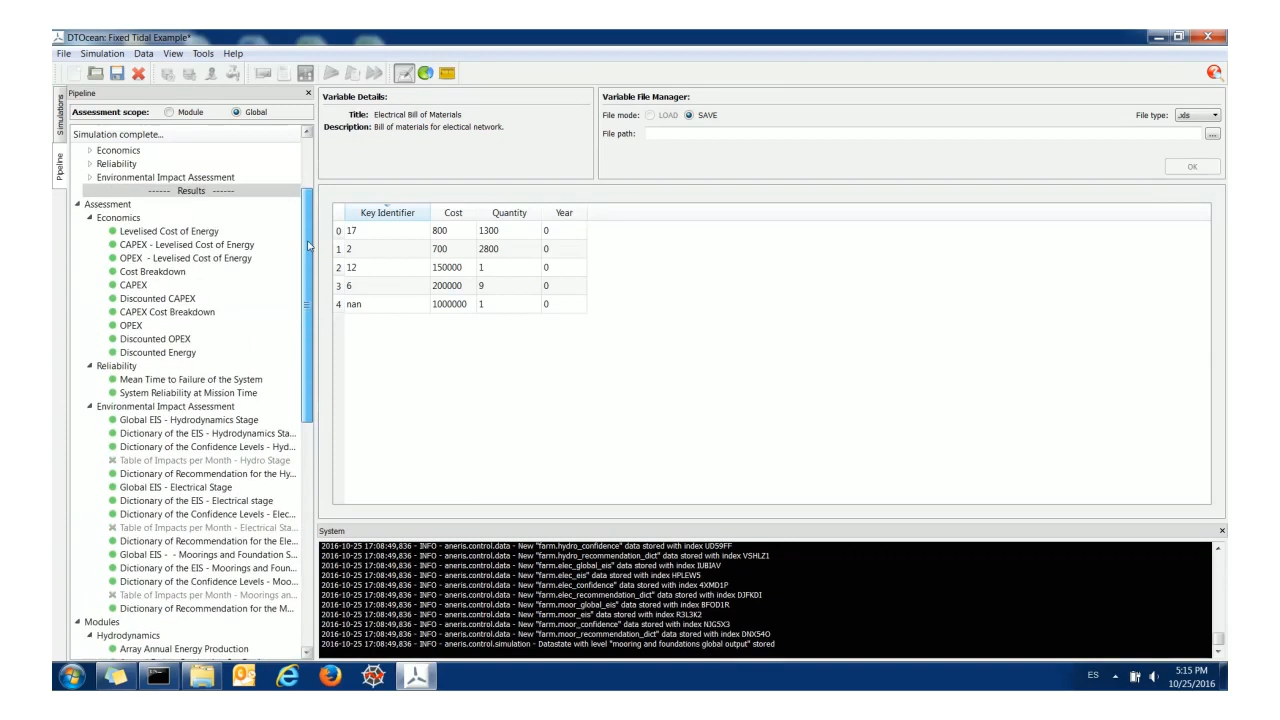 DTOcean: Fixed Tidal Example*
File Simulation Data View Tools Help
Simulations
Pipeline
Pipeline ×
Assessment scope: Module Global
Simulation complete...
Economics
Reliability
Environmental Impact Assessment
------ Results ------
Assessment
Economics
Levelised Cost of Energy
CAPEX - Levelised Cost of Energy
OPEX - Levelised Cost of Energy
Cost Breakdown
CAPEX
Discounted CAPEX
CAPEX Cost Breakdown
OPEX
Discounted OPEX
Discounted Energy
Reliability
Mean Time to Failure of the System
System Reliability at Mission Time
Environmental Impact Assessment
Global EIS - Hydrodynamics Stage
Dictionary of the EIS - Hydrodynamics Sta...
Dictionary of the Confidence Levels - Hyd...
Table of Impacts per Month - Hydro Stage
Dictionary of Recommendation for the Hy...
Global EIS - Electrical Stage
Dictionary of the EIS - Electrical stage
Dictionary of the Confidence Levels - Elec...
Table of Impacts per Month - Electrical Sta...
Dictionary of Recommendation for the Ele...
Global EIS - - Moorings and Foundation S...
Dictionary of the EIS - Moorings and Foun...
Dictionary of the Confidence Levels - Moo...
Table of Impacts per Month - Moorings an...
Dictionary of Recommendation for the M...
Modules
Hydrodynamics
Array Annual Energy Production
Variable Details:
Title: Electrical Bill of Materials
Description: Bill of materials for electical network.
Variable File Manager:
File mode: LOAD SAVE File type: .xls
File path: ...
OK
Key Identifier Cost Quantity Year
0 17 800 1300 0
1 2 700 2800 0
2 12 150000 1 0
3 6 200000 9 0
4 nan 1000000 1 0
System ×
2016-10-25 17:08:49,836 - INFO - aneris.control.data - New "farm.hydro_confidence" data stored with index UD59FF
2016-10-25 17:08:49,836 - INFO - aneris.control.data - New "farm.hydro_recommendation_dict" data stored with index VSHLZ1
2016-10-25 17:08:49,836 - INFO - aneris.control.data - New "farm.elec_global_eis" data stored with index IUBIAV
2016-10-25 17:08:49,836 - INFO - aneris.control.data - New "farm.elec_eis" data stored with index HPLEW5
2016-10-25 17:08:49,836 - INFO - aneris.control.data - New "farm.elec_confidence" data stored with index 4XMD1P
2016-10-25 17:08:49,836 - INFO - aneris.control.data - New "farm.elec_recommendation_dict" data stored with index DJFKDI
2016-10-25 17:08:49,836 - INFO - aneris.control.data - New "farm.moor_global_eis" data stored with index BFOD1R
2016-10-25 17:08:49,836 - INFO - aneris.control.data - New "farm.moor_eis" data stored with index R3L3K2
2016-10-25 17:08:49,836 - INFO - aneris.control.data - New "farm.moor_confidence" data stored with index NJG5X3
2016-10-25 17:08:49,836 - INFO - aneris.control.data - New "farm.moor_recommendation_dict" data stored with index DNX54O
2016-10-25 17:08:49,836 - INFO - aneris.control.simulation - Datastate with level "mooring and foundations global output" stored
ES
5:15 PM
10/25/2016